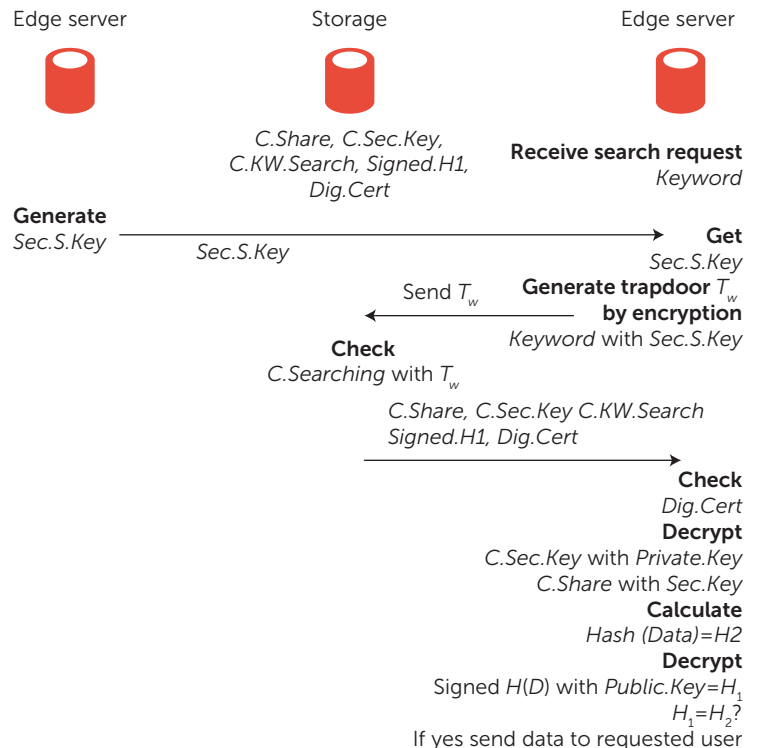 Edge server
Storage
Edge server
C.Share, C.Sec.Key,
C.KW.Search, Signed.H1,
Dig.Cert
Receive search request
Keyword
Generate
Sec.S.Key
Sec.S.Key
Get
Sec.S.Key
Send T_w
Generate trapdoor T_w
by encryption
Keyword with Sec.S.Key
Check
C.Searching with T_w
C.Share, C.Sec.Key C.KW.Search
Signed.H1, Dig.Cert
Check
Dig.Cert
Decrypt
C.Sec.Key with Private.Key
C.Share with Sec.Key
Calculate
Hash (Data)=H2
Decrypt
Signed H(D) with Public.Key=H₁
H₁=H₂?
If yes send data to requested user